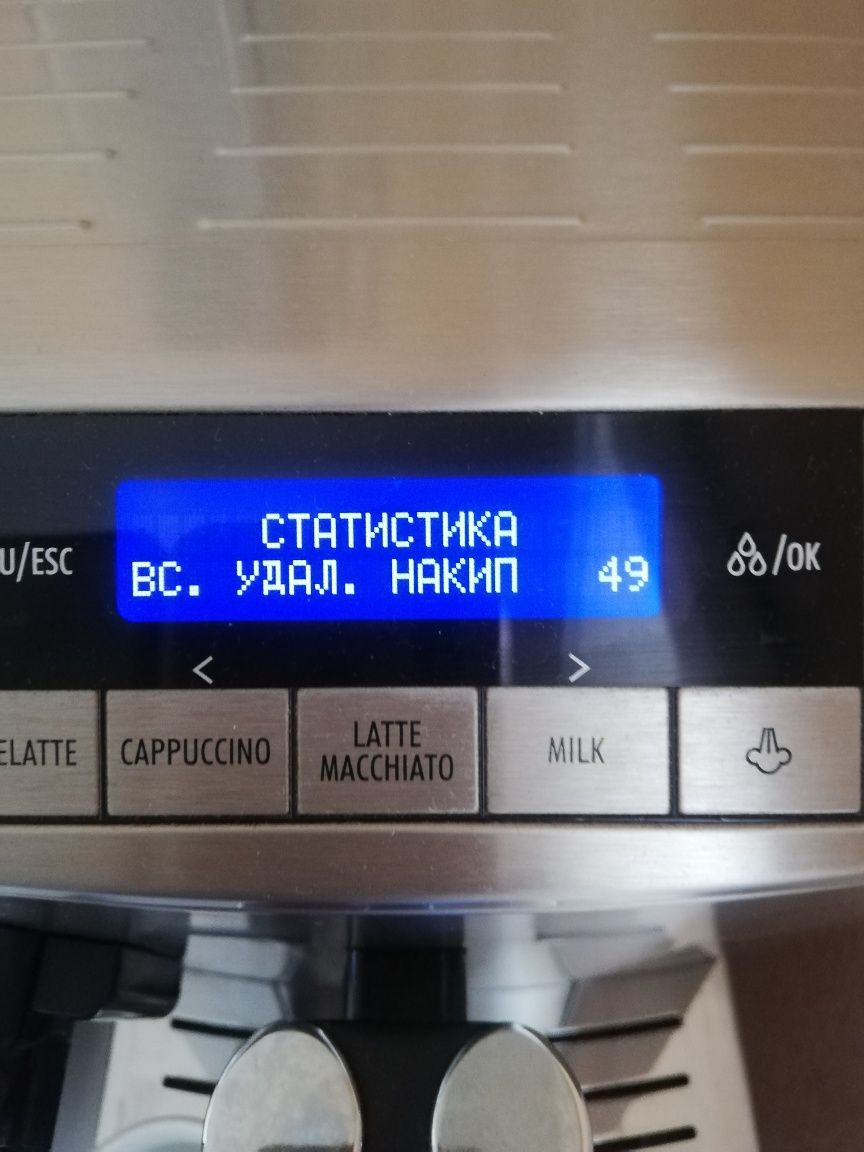 СТАТИСТИКА
ВС. УДАЛ. НАКИП 49
U/ESC
/OK
< >
ELATTE
CAPPUCCINO
LATTE
MACCHIATO
MILK